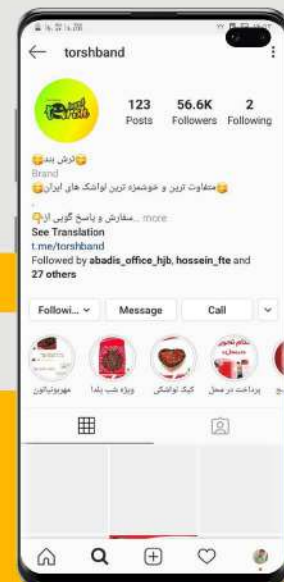 torshband
123
56.6K
2
Posts
Followers
Following
ترش بند
Brand
متفاوت ترین و خوشمزه ترین لواشک های ایران
.
سفارش و پاسخ گویی از... more
See Translation
t.me/torshband
Followed by abadis_office_hjb, hossein_fte and
27 others
Followi...
Message
Call
مهربونیاتون
ویژه شب یلدا
کیک لواشکی
پرداخت در محل